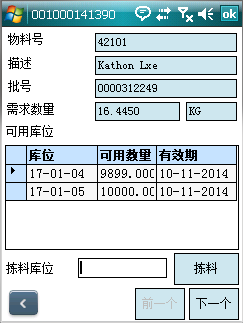 001000141390 ok
物料号 42101
描述 Kathon Lxe
批号 0000312249
需求数量 16.4450 KG
可用库位
库位 可用数量 有效期
17-01-04 9899.000 10-11-2014
17-01-05 10000.00 10-11-2014
拣料库位 拣料
前一个 下一个